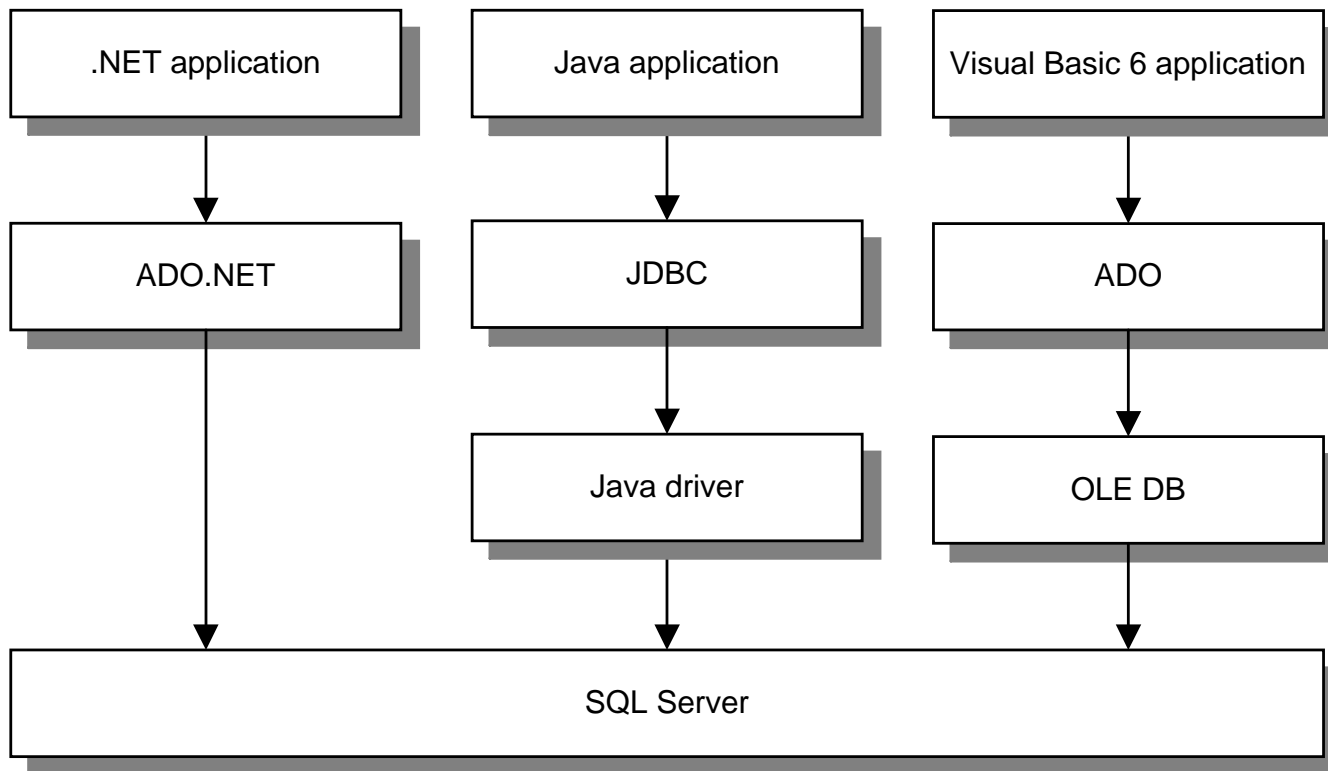 .NET application
Java application
Visual Basic 6 application
ADO.NET
JDBC
ADO
Java driver
OLE DB
SQL Server